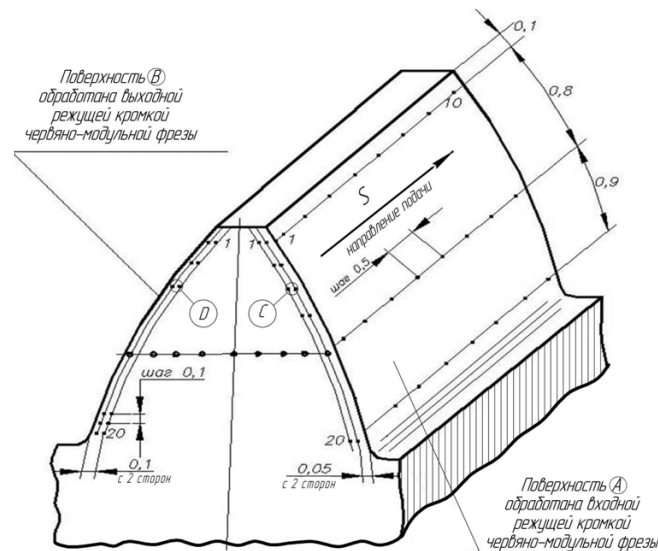 0,1
Поверхность В
обработана выходной
режущей кромкой
червяно-модульной фрезы
0,8
10
S
направление подачи
0,9
шаг 0,5
1
1
1
D
C
шаг 0,1
20
20
0,1
с 2 сторон
0,05
с 2 сторон
Поверхность А
обработана входной
режущей кромкой
червяно-модульной фрезы